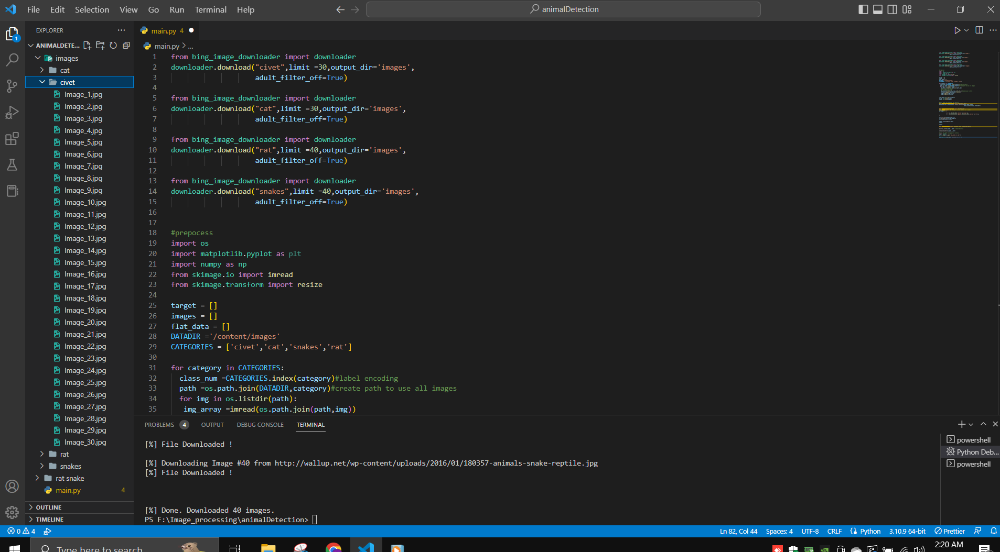 File Edit Selection View Go Run Terminal Help
animalDetection
EXPLORER
ANIMALDETE...
images
cat
civet
Image_1.jpg
Image_2.jpg
Image_3.jpg
Image_4.jpg
Image_5.jpg
Image_6.jpg
Image_7.jpg
Image_8.jpg
Image_9.jpg
Image_10.jpg
Image_11.jpg
Image_12.jpg
Image_13.jpg
Image_14.jpg
Image_15.jpg
Image_16.jpg
Image_17.jpg
Image_18.jpg
Image_19.jpg
Image_20.jpg
Image_21.jpg
Image_22.jpg
Image_23.jpg
Image_24.jpg
Image_25.jpg
Image_26.jpg
Image_27.jpg
Image_28.jpg
Image_29.jpg
Image_30.jpg
rat
snakes
rat snake
main.py 4
OUTLINE
TIMELINE
1
main.py 4
main.py > ...
1 from bing_image_downloader import downloader
2 downloader.download("civet",limit =30,output_dir='images',
3 adult_filter_off=True)
4
5 from bing_image_downloader import downloader
6 downloader.download("cat",limit =30,output_dir='images',
7 adult_filter_off=True)
8
9 from bing_image_downloader import downloader
10 downloader.download("rat",limit =40,output_dir='images',
11 adult_filter_off=True)
12
13 from bing_image_downloader import downloader
14 downloader.download("snakes",limit =40,output_dir='images',
15 adult_filter_off=True)
16
17
18 #prepocess
19 import os
20 import matplotlib.pyplot as plt
21 import numpy as np
22 from skimage.io import imread
23 from skimage.transform import resize
24
25 target = []
26 images = []
27 flat_data = []
28 DATADIR ='/content/images'
29 CATEGORIES = ['civet','cat','snakes','rat']
30
31 for category in CATEGORIES:
32 class_num =CATEGORIES.index(category)#label encoding
33 path =os.path.join(DATADIR,category)#create path to use all images
34 for img in os.listdir(path):
35 img_array =imread(os.path.join(path,img))
PROBLEMS 4 OUTPUT DEBUG CONSOLE TERMINAL
[%] File Downloaded !
[%] Downloading Image #40 from http://wallup.net/wp-content/uploads/2016/01/180357-animals-snake-reptile.jpg
[%] File Downloaded !
[%] Done. Downloaded 40 images.
PS F:\Image_processing\animalDetection>
powershell
Python Deb...
powershell
0 4
Ln 82, Col 44 Spaces: 4 UTF-8 CRLF Python 3.10.9 64-bit Prettier
Type here to search
2:20 AM